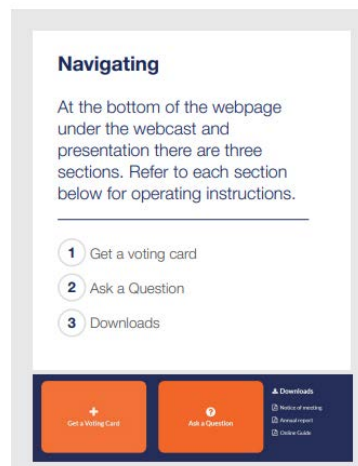 Navigating
At the bottom of the webpage
under the webcast and
presentation there are three
sections. Refer to each section
below for operating instructions.
1 Get a voting card
2 Ask a Question
3 Downloads
Get a Voting Card
Ask a Question
Downloads
Notice of meeting
Annual report
Online Guide